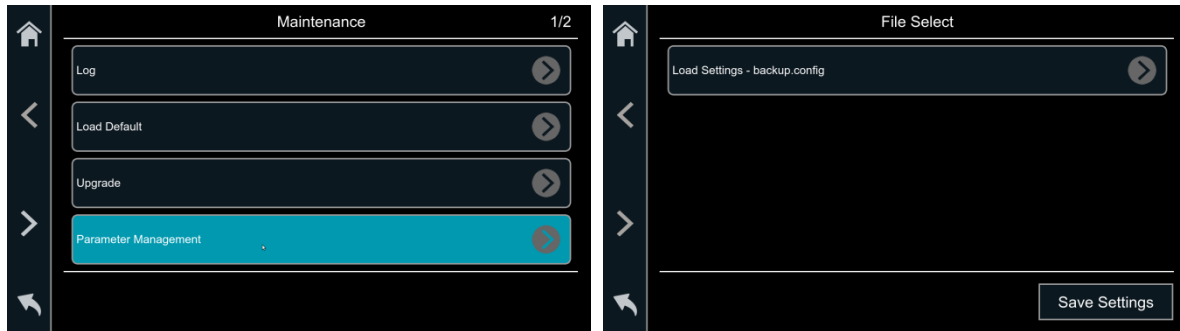 Maintenance 1/2
Log
Load Default
Upgrade
Parameter Management
File Select
Load Settings - backup.config
Save Settings